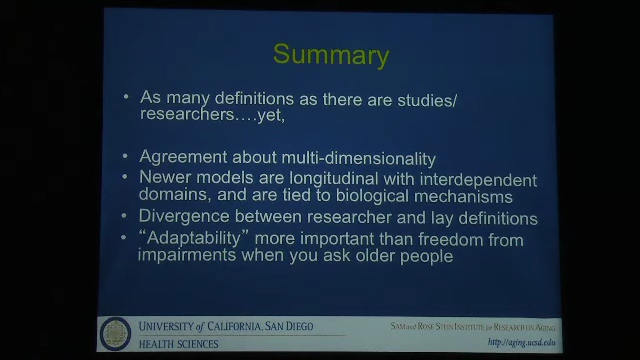 Summary
• As many definitions as there are studies/
researchers….yet,
• Agreement about multi-dimensionality
• Newer models are longitudinal with interdependent
domains, and are tied to biological mechanisms
• Divergence between researcher and lay definitions
• “Adaptability” more important than freedom from
impairments when you ask older people
UNIVERSITY of CALIFORNIA, SAN DIEGO
HEALTH SCIENCES
SAM AND ROSE STEIN INSTITUTE for RESEARCH ON AGING
http://aging.ucsd.edu